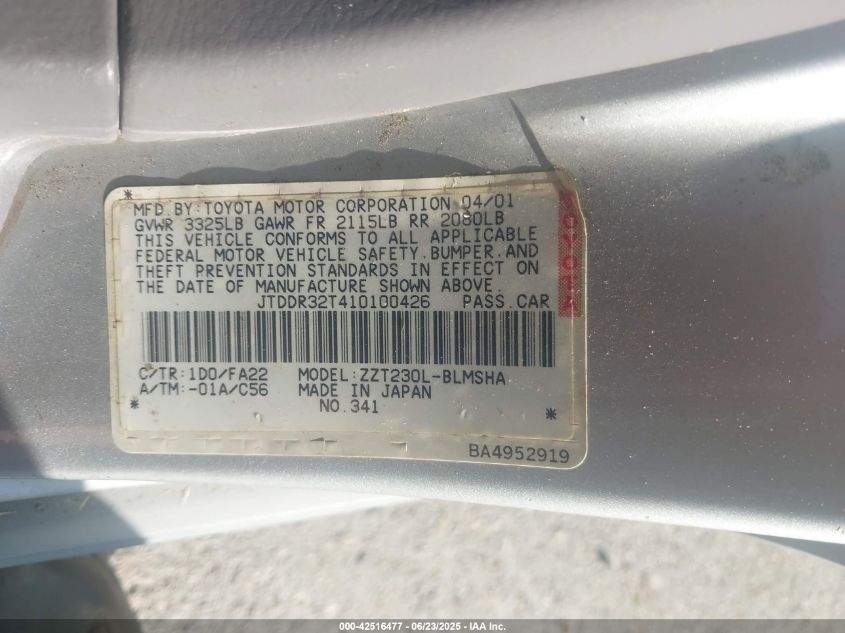 MFD.BY:TOYOTA MOTOR CORPORATION 04/01
GVWR 3325LB GAWR FR 2115LB RR 2080LB
THIS VEHICLE CONFORMS TO ALL APPLICABLE
FEDERAL MOTOR VEHICLE SAFETY.BUMPER.AND
THEFT PREVENTION STANDARDS IN EFFECT ON
THE DATE OF MANUFACTURE SHOWN ABOVE.
JTDDR32T410100426 PASS.CAR
TOYOTA
C/TR:1D0/FA22 MODEL:ZZT230L-BLMSHA
A/TM:-01A/C56 MADE IN JAPAN
NO.341
BA4952919
000-42516477 - 06/23/2025 - IAA Inc.